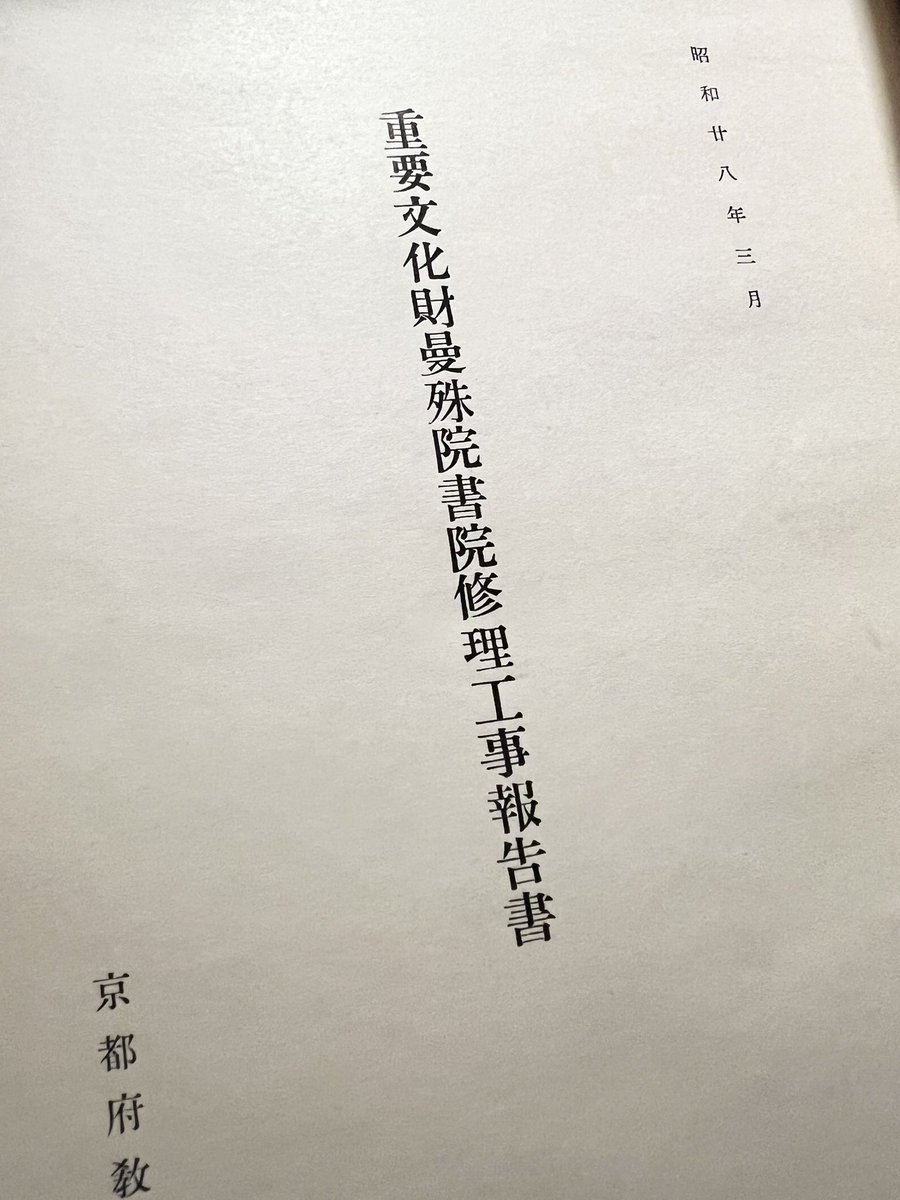 昭和廿八年三月
重要文化財曼殊院書院修理工事報告書
京都府教